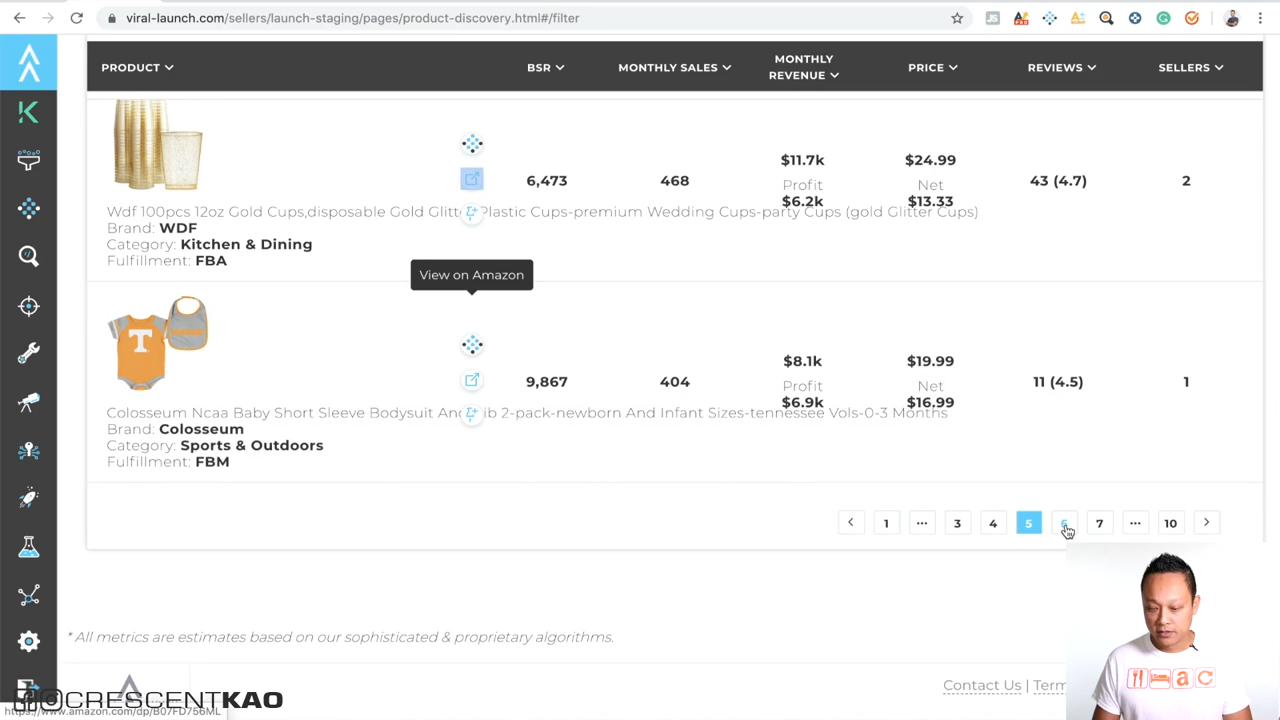 viral-launch.com/sellers/launch-staging/pages/product-discovery.html#/filter
PRODUCT
BSR
MONTHLY SALES
MONTHLY REVENUE
PRICE
REVIEWS
SELLERS
6,473
468
$11.7k
Profit
$6.2k
$24.99
Net
$13.33
43 (4.7)
2
Wdf 100pcs 12oz Gold Cups,disposable Gold Glitt Plastic Cups-premium Wedding Cups-party Cups (gold Glitter Cups)
Brand: WDF
Category: Kitchen & Dining
Fulfillment: FBA
View on Amazon
9,867
404
$8.1k
Profit
$6.9k
$19.99
Net
$16.99
11 (4.5)
1
Colosseum Ncaa Baby Short Sleeve Bodysuit And Bib 2-pack-newborn And Infant Sizes-tennessee Vols-0-3 Months
Brand: Colosseum
Category: Sports & Outdoors
Fulfillment: FBM
< 1 ... 3 4 5 6 7 ... 10 >
* All metrics are estimates based on our sophisticated & proprietary algorithms.
Contact Us | Term
@CRESCENTKAO
https://www.amazon.com/dp/B07FD756ML